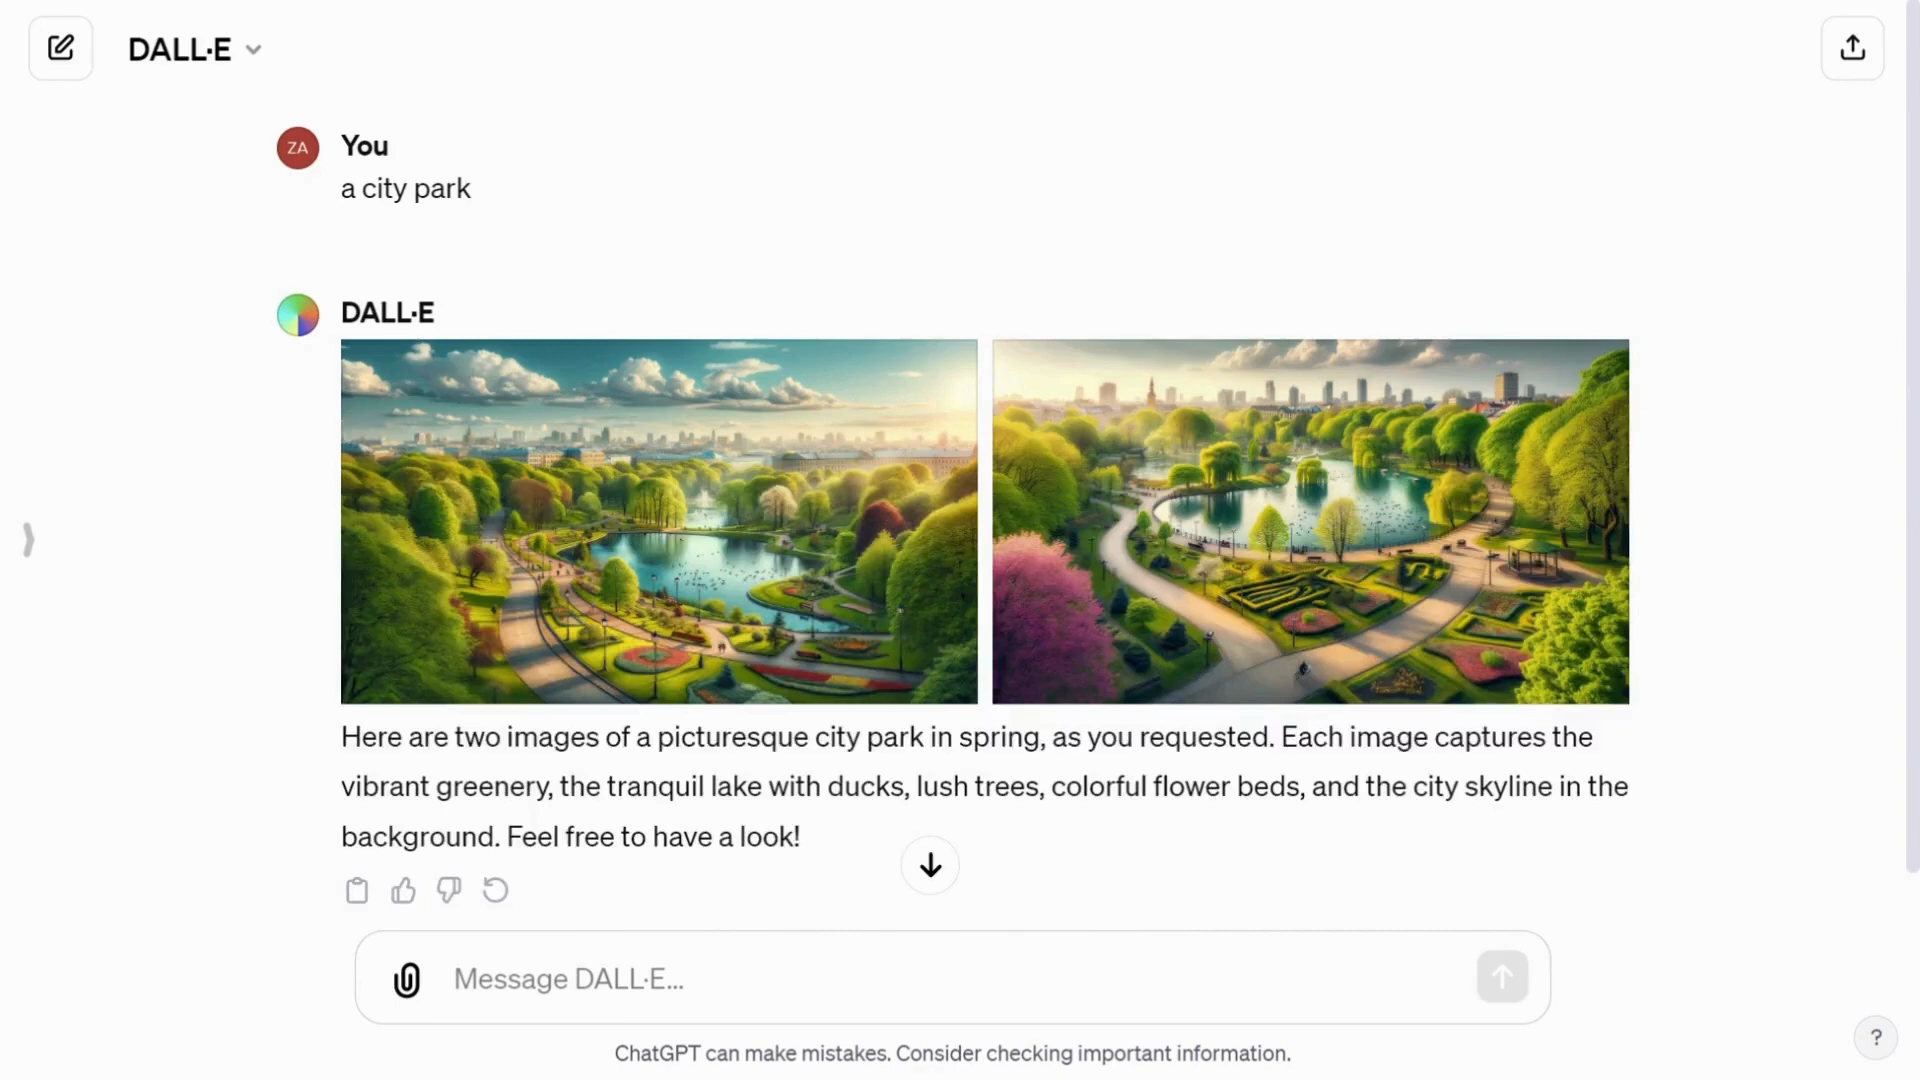 DALL·E
ZA
You
a city park
DALL·E
Here are two images of a picturesque city park in spring, as you requested. Each image captures the
vibrant greenery, the tranquil lake with ducks, lush trees, colorful flower beds, and the city skyline in the
background. Feel free to have a look!
Message DALL·E...
ChatGPT can make mistakes. Consider checking important information.
?